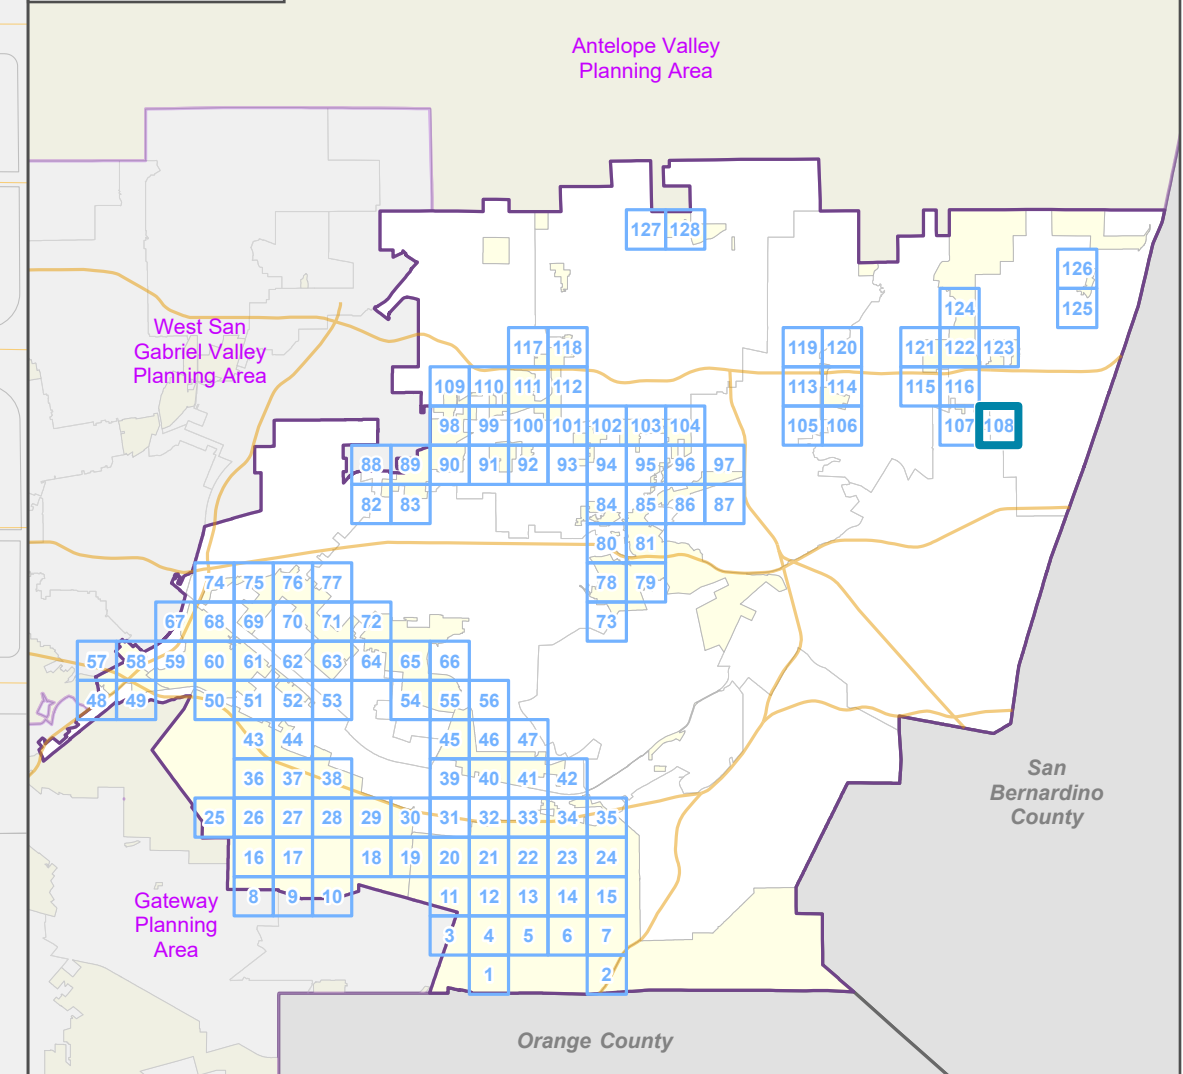 Antelope Valley
Planning Area
127 128
126
125
124
West San
Gabriel Valley
Planning Area
117 118 119 120 121 122 123
109 110 111 112 113 114 115 116
98 99 100 101 102 103 104 105 106 107 108
88 89 90 91 92 93 94 95 96 97
82 83 84 85 86 87
80 81
74 75 76 77 78 79
67 68 69 70 71 72 73
57 58 59 60 61 62 63 64 65 66
48 49 50 51 52 53 54 55 56
43 44 45 46 47
36 37 38 39 40 41 42
25 26 27 28 29 30 31 32 33 34 35
16 17 18 19 20 21 22 23 24
8 9 10 11 12 13 14 15
3 4 5 6 7
1 2
San
Bernardino
County
Gateway
Planning
Area
Orange County